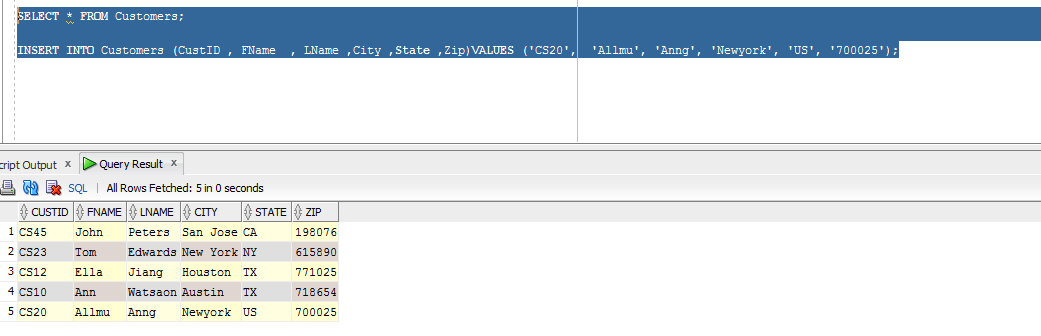 SELECT * FROM Customers;
INSERT INTO Customers (CustID , FName  , LName ,City ,State ,Zip)VALUES ('CS20',  'Allmu', 'Anng', 'Newyork', 'US', '700025');
cript Output x Query Result x
SQL | All Rows Fetched: 5 in 0 seconds
CUSTID FNAME LNAME CITY STATE ZIP
1 CS45 John Peters San Jose CA 198076
2 CS23 Tom Edwards New York NY 615890
3 CS12 Ella Jiang Houston TX 771025
4 CS10 Ann Watsaon Austin TX 718654
5 CS20 Allmu Anng Newyork US 700025